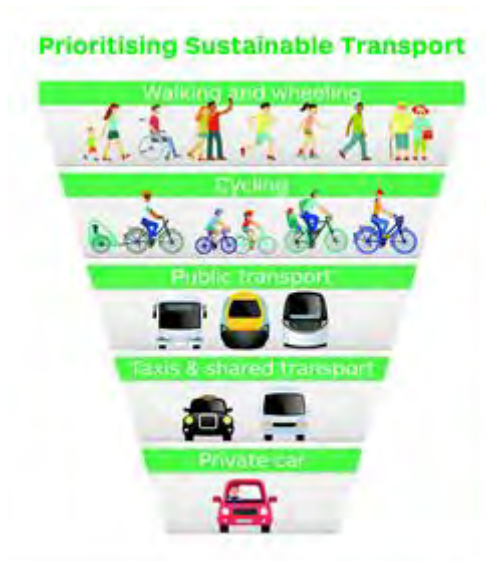 Prioritising Sustainable Transport
Walking and wheeling
Cycling
Public transport
Taxis & shared transport
Private car